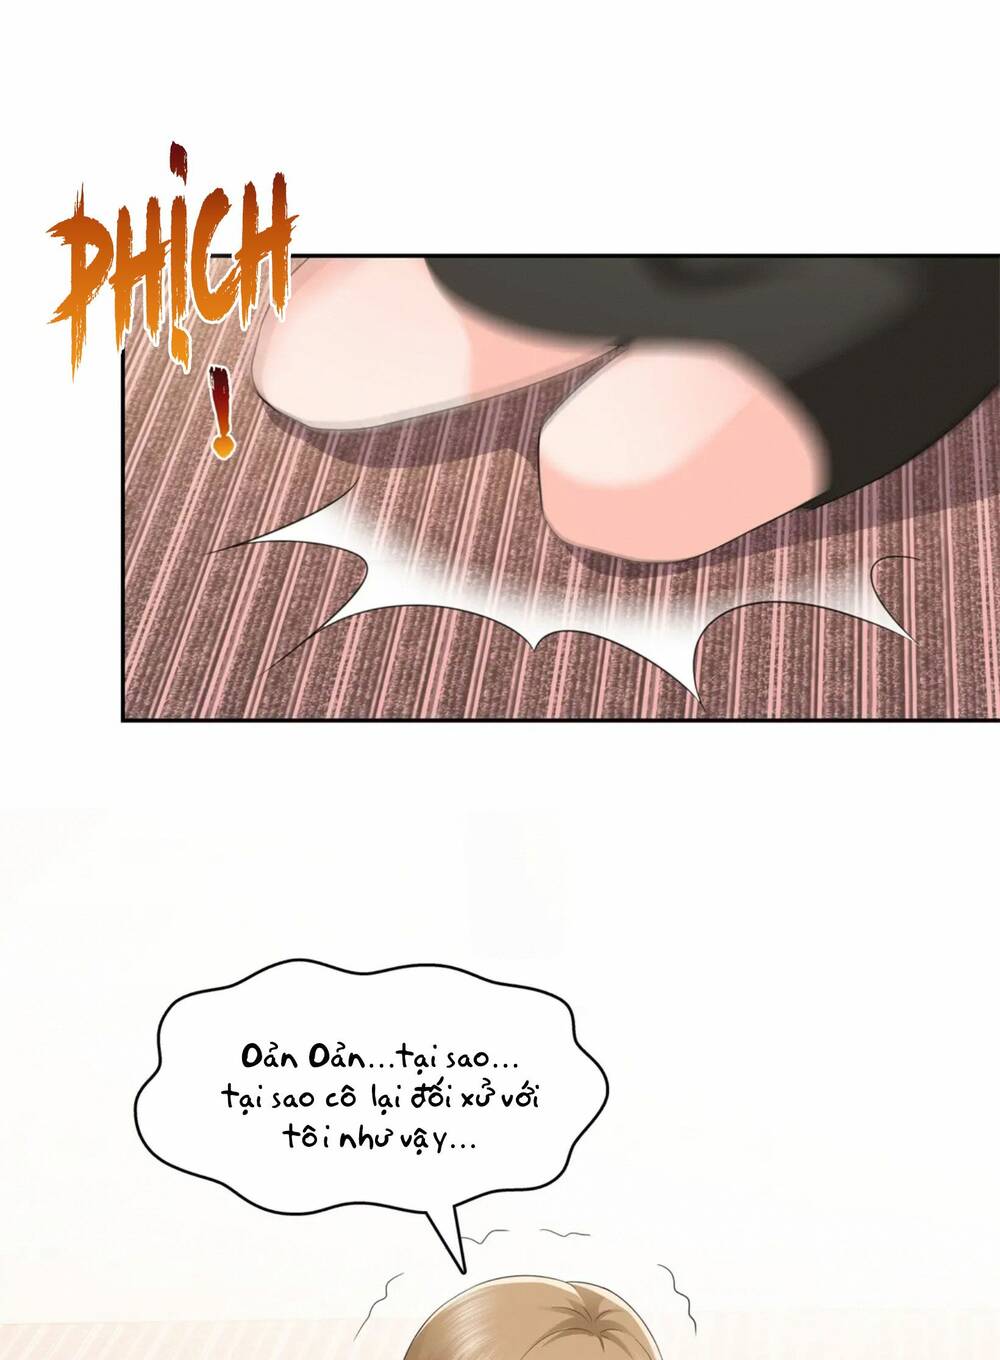 PHỊCH!
Oản Oản...tại sao...
tại sao cô lại đối xử với
tôi như vậy...